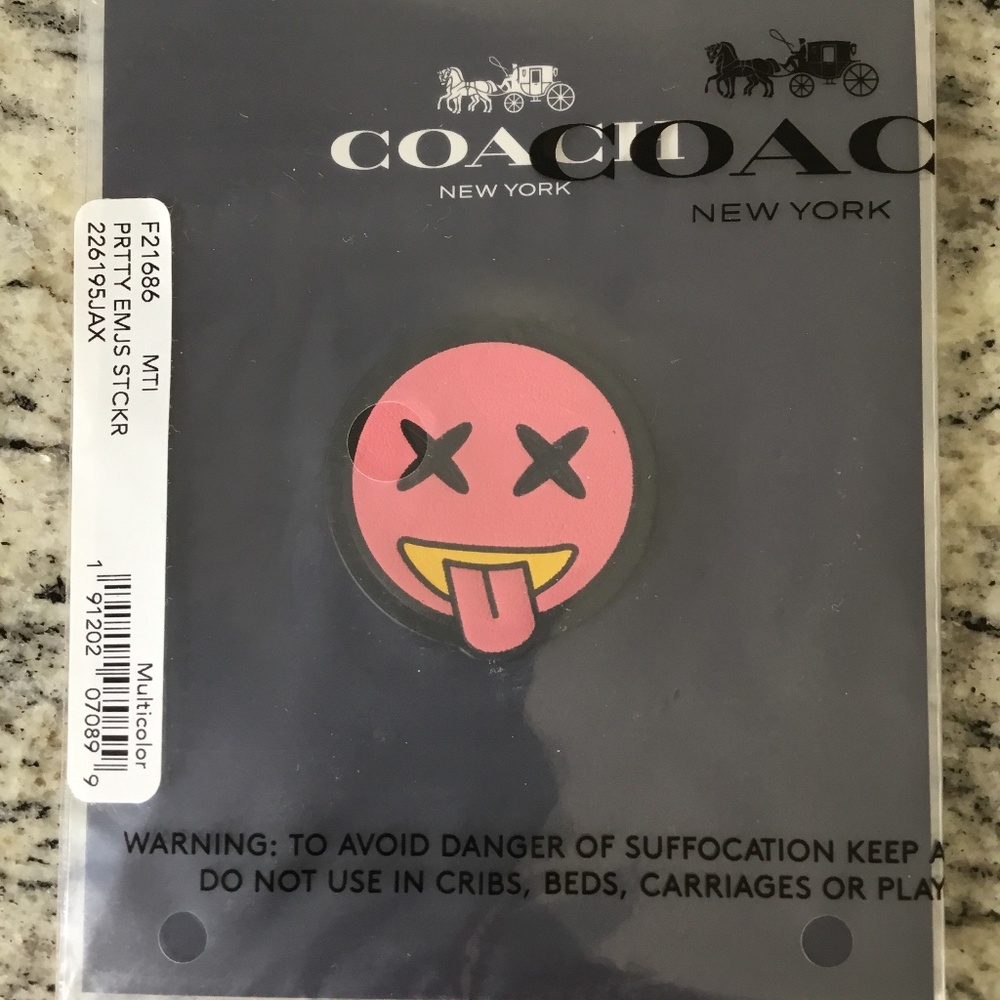 COACH
NEW YORK
COAC
NEW YORK
F21686 MTI
PRTTY EMJS STCKR
226195JAX
Multicolor
1 91202 07089 9
WARNING: TO AVOID DANGER OF SUFFOCATION KEEP A
DO NOT USE IN CRIBS, BEDS, CARRIAGES OR PLAY